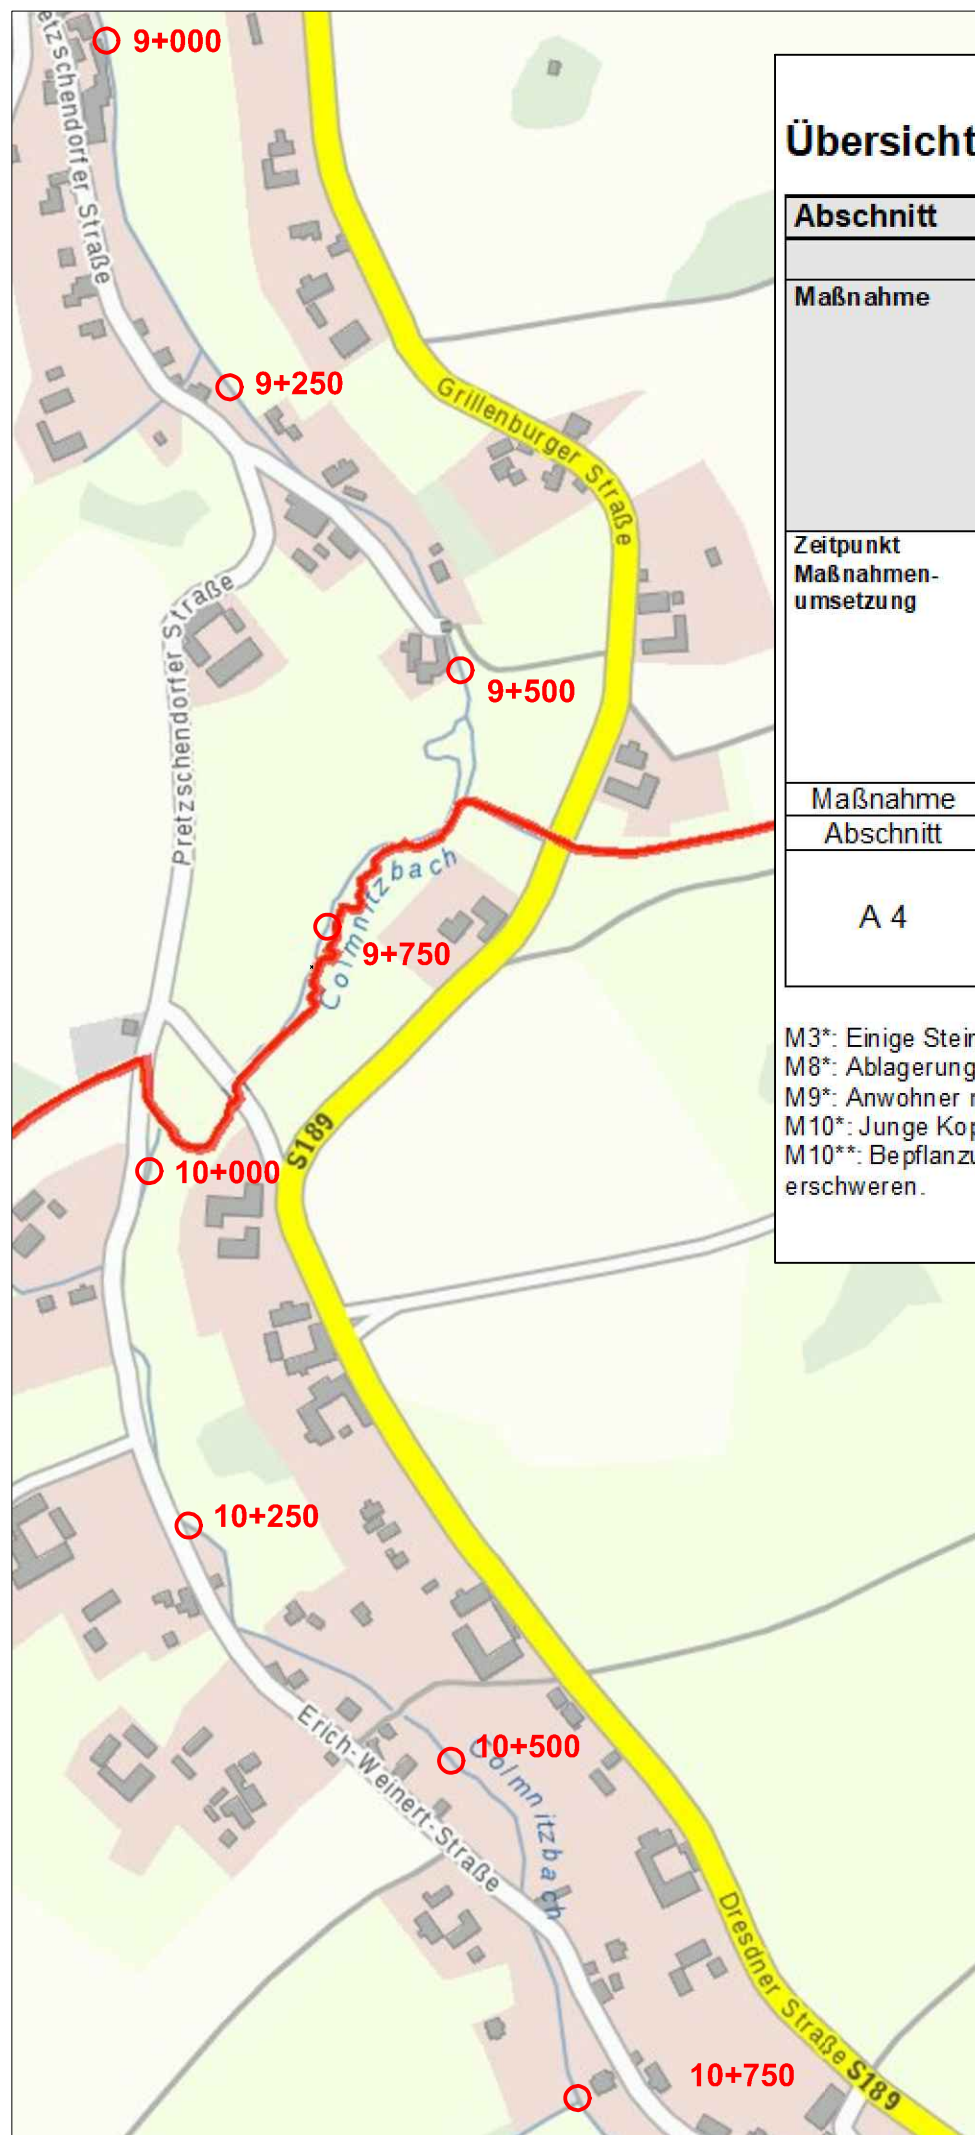 9+000
etzschendorfer Straße
9+250
Grillenburger Straße
Pretzschendorfer Straße
9+500
Colmnitzbach
9+750
S189
10+000
10+250
10+500
Colmnitzbach
Erich-Weinert-Straße
Dresdner Straße S189
10+750
Übersicht
Abschnitt
Maßnahme
Zeitpunkt
Maßnahmen-
umsetzung
Maßnahme
Abschnitt
A 4
M3*: Einige Stein
M8*: Ablagerung
M9*: Anwohner
M10*: Junge Kop
M10**: Bepflanzu
erschweren.